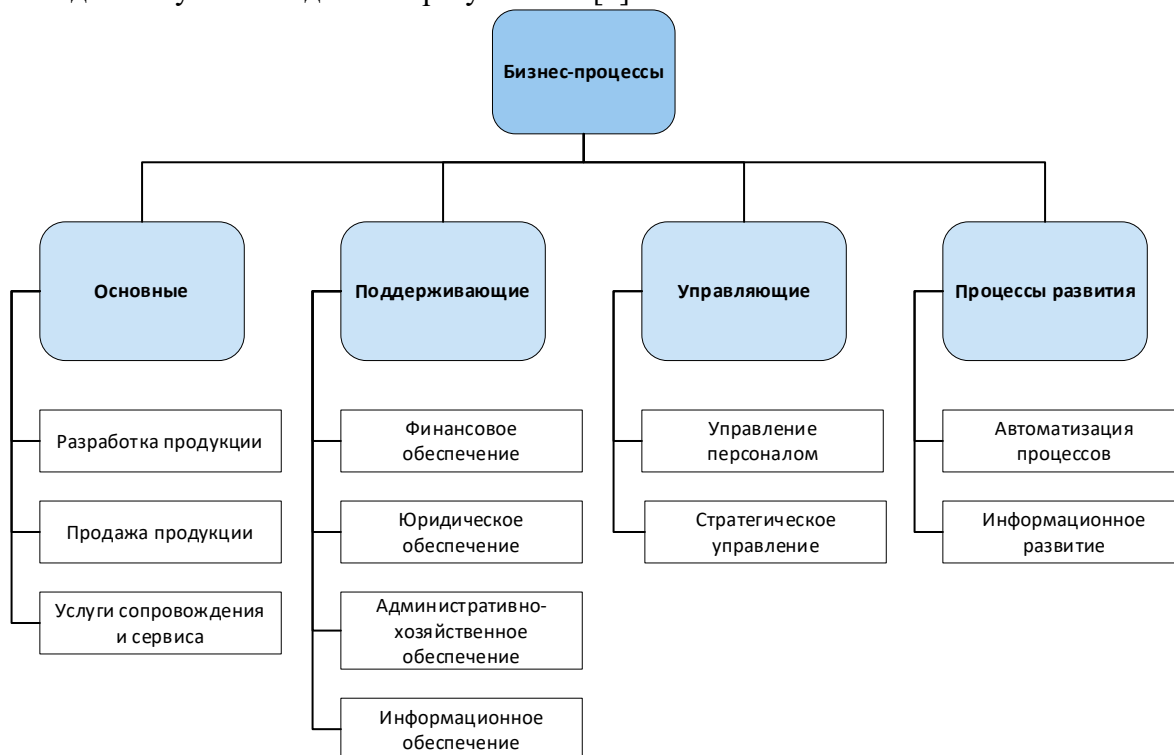 Бизнес-процессы
Основные
Поддерживающие
Управляющие
Процессы развития
Разработка продукции
Продажа продукции
Услуги сопровождения
и сервиса
Финансовое
обеспечение
Юридическое
обеспечение
Административно-
хозяйственное
обеспечение
Информационное
обеспечение
Управление
персоналом
Стратегическое
управление
Автоматизация
процессов
Информационное
развитие